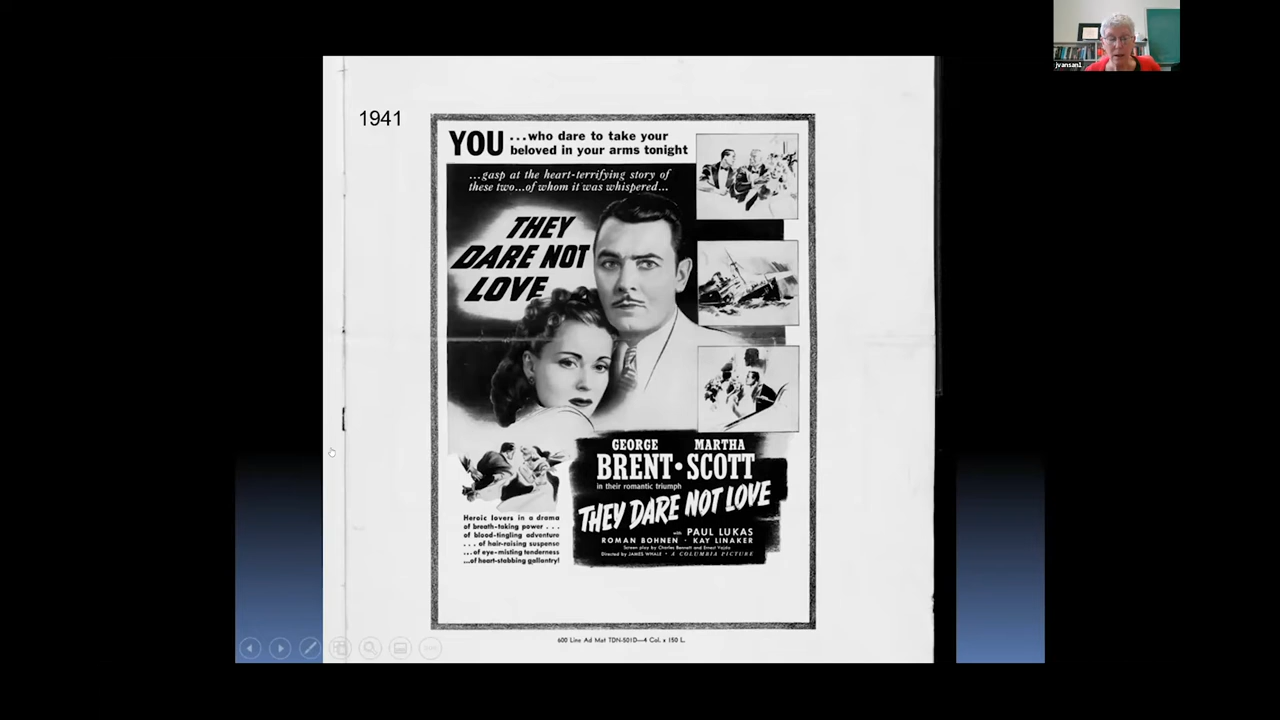 jvansan1
1941
YOU ...who dare to take your
beloved in your arms tonight
...gasp at the heart-terrifying story of
these two...of whom it was whispered...
THEY
DARE NOT
LOVE
GEORGE MARTHA
BRENT • SCOTT
in their romantic triumph
THEY DARE NOT LOVE
with PAUL LUKAS
ROMAN BOHNEN • KAY LINAKER
Screen play by Charles Bennett and Ernest Vajda
Directed by JAMES WHALE • A COLUMBIA PICTURE
Heroic lovers in a drama
of breath-taking power . . .
of blood-tingling adventure
. . . of hair-raising suspense
...of eye-misting tenderness
...of heart-stabbing gallantry!
600 Line Ad Mat TDN-501D—4 Col. x 150 L.